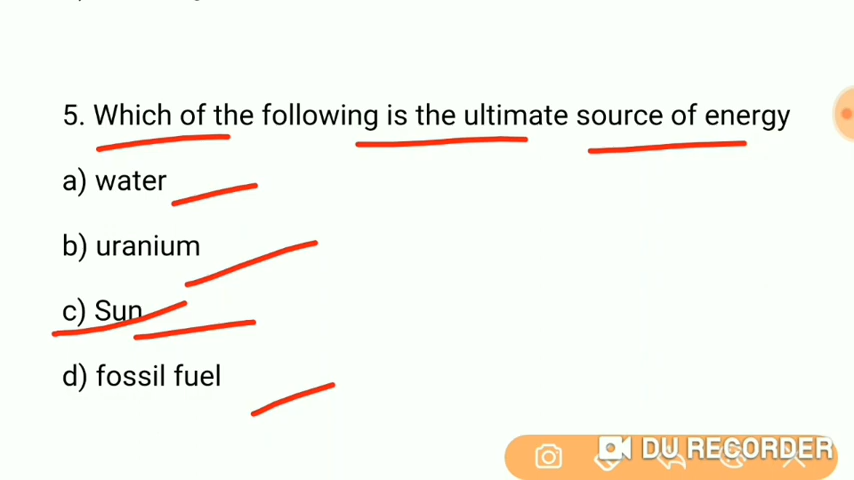 5. Which of the following is the ultimate source of energy
a) water
b) uranium
c) Sun
d) fossil fuel
DU RECORDER